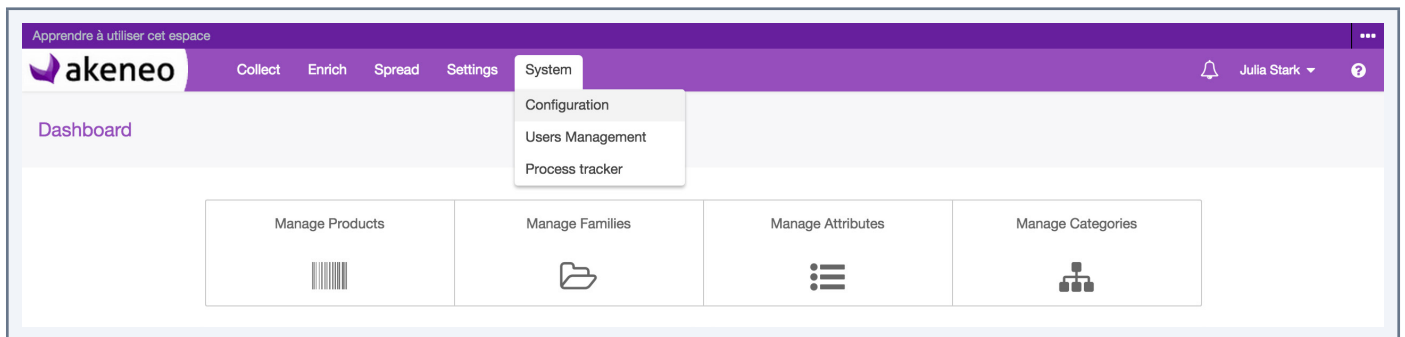 Apprendre à utiliser cet espace
akeneo Collect Enrich Spread Settings System Julia Stark
Configuration
Dashboard
Users Management
Process tracker
Manage Products Manage Families Manage Attributes Manage Categories